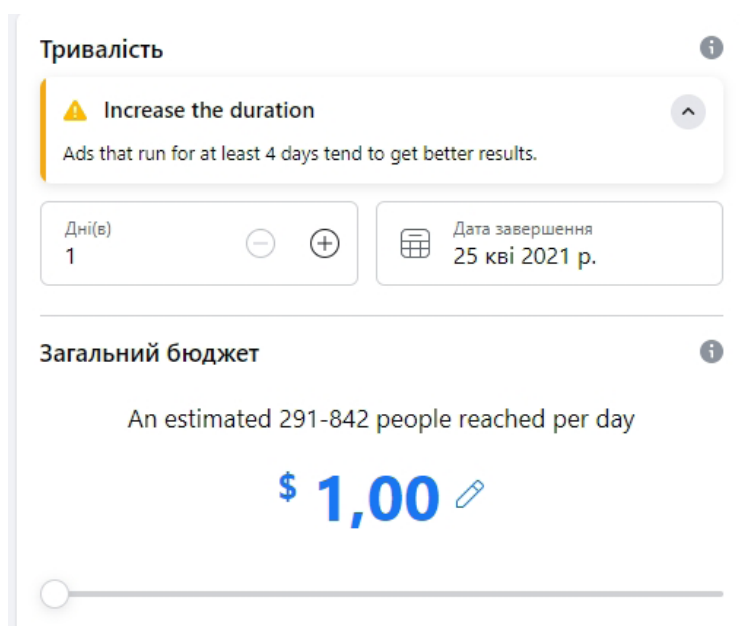 Тривалість
Increase the duration
Ads that run for at least 4 days tend to get better results.
Дні(в)
1
Дата завершення
25 кві 2021 р.
Загальний бюджет
An estimated 291-842 people reached per day
$ 1,00